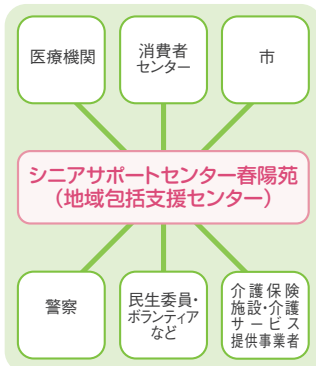 医療機関
消費者
センター
市
シニアサポートセンター春陽苑
（地域包括支援センター）
警察
民生委員・
ボランティア
など
介護保険
施設・介護
サービス
提供事業者